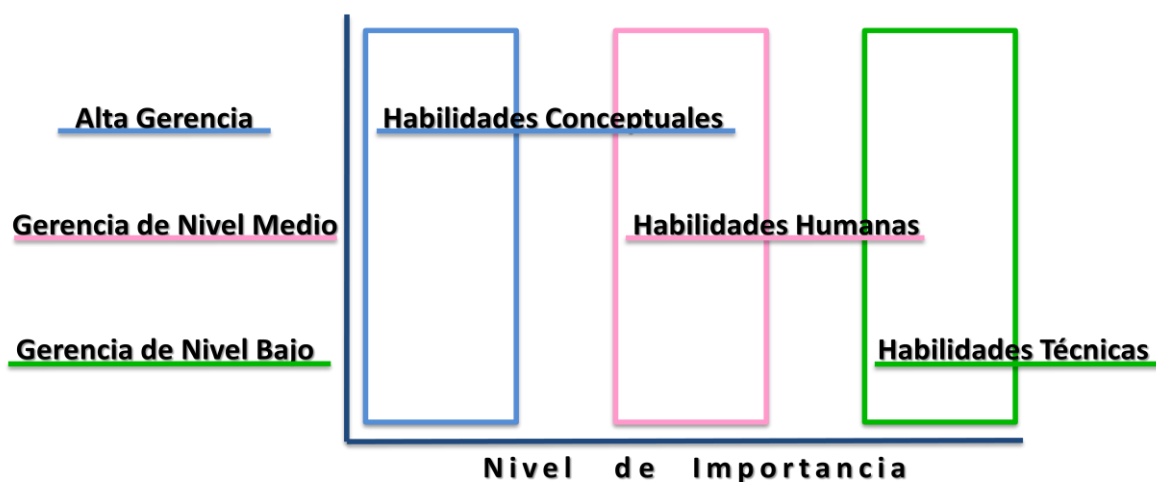 Alta Gerencia
Habilidades Conceptuales
Gerencia de Nivel Medio
Habilidades Humanas
Gerencia de Nivel Bajo
Habilidades Técnicas
Nivel de Importancia